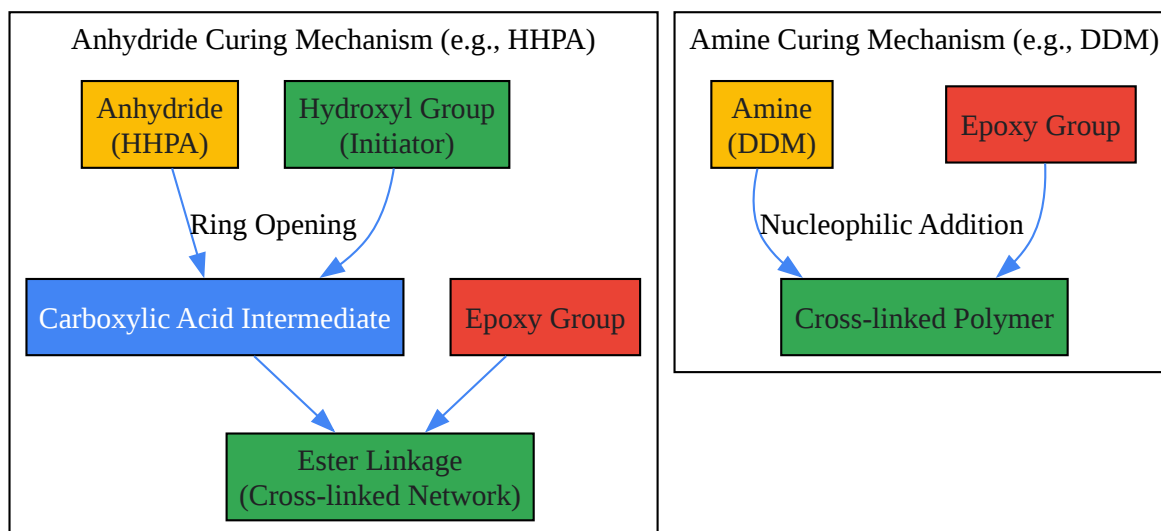 Anhydride Curing Mechanism (e.g., HHPA)
Anhydride
(HHPA)
Hydroxyl Group
(Initiator)
Ring Opening
Carboxylic Acid Intermediate
Epoxy Group
Ester Linkage
(Cross-linked Network)
Amine Curing Mechanism (e.g., DDM)
Amine
(DDM)
Epoxy Group
Nucleophilic Addition
Cross-linked Polymer